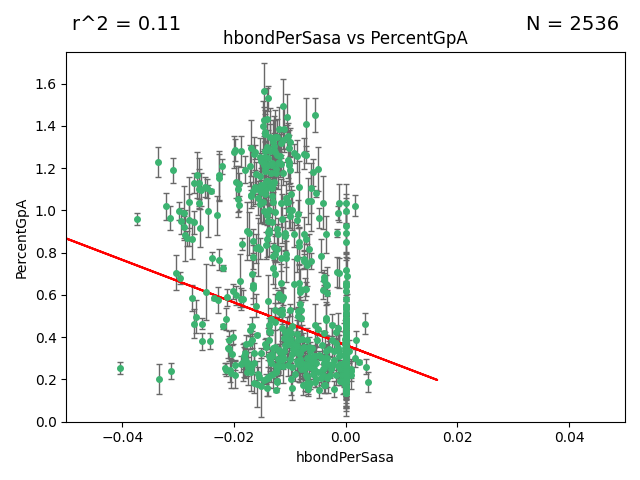 r^2 = 0.11
N = 2536
hbondPerSasa vs PercentGpA
1.6
1.4
1.2
1.0
0.8
0.6
0.4
0.2
0.0
PercentGpA
−0.04
−0.02
0.00
0.02
0.04
hbondPerSasa